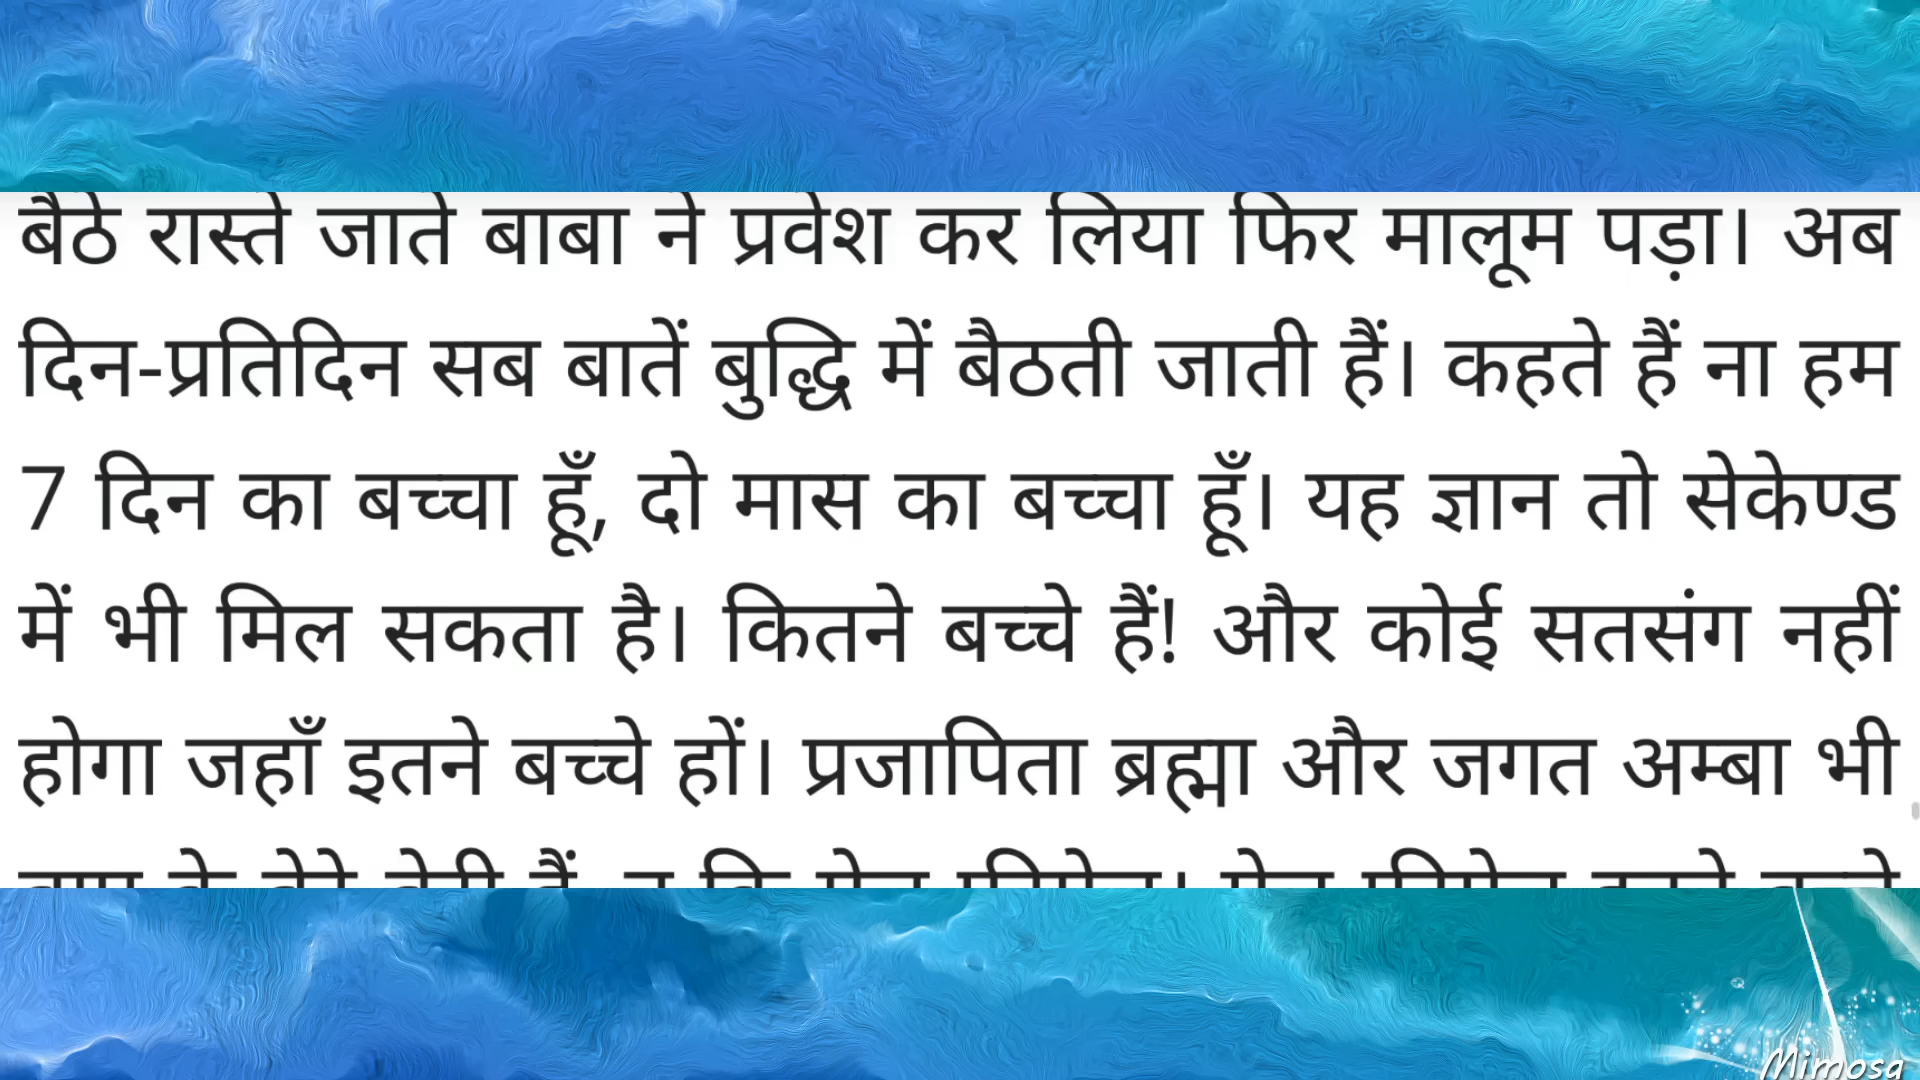 बैठे रास्ते जाते बाबा ने प्रवेश कर लिया फिर मालूम पड़ा। अब
दिन-प्रतिदिन सब बातें बुद्धि में बैठती जाती हैं। कहते हैं ना हम
7 दिन का बच्चा हूँ, दो मास का बच्चा हूँ। यह ज्ञान तो सेकेण्ड
में भी मिल सकता है। कितने बच्चे हैं! और कोई सतसंग नहीं
होगा जहाँ इतने बच्चे हों। प्रजापिता ब्रह्मा और जगत अम्बा भी
Mimosa